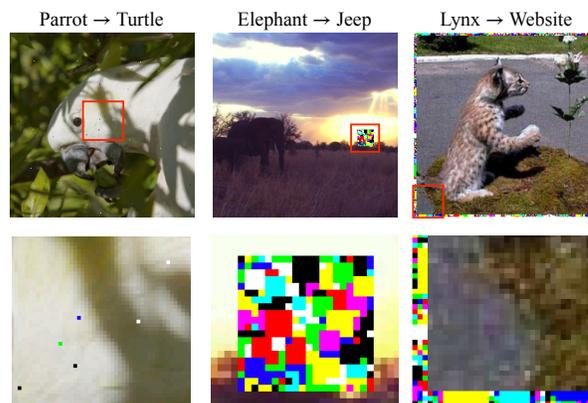 Parrot → Turtle
Elephant → Jeep
Lynx → Website